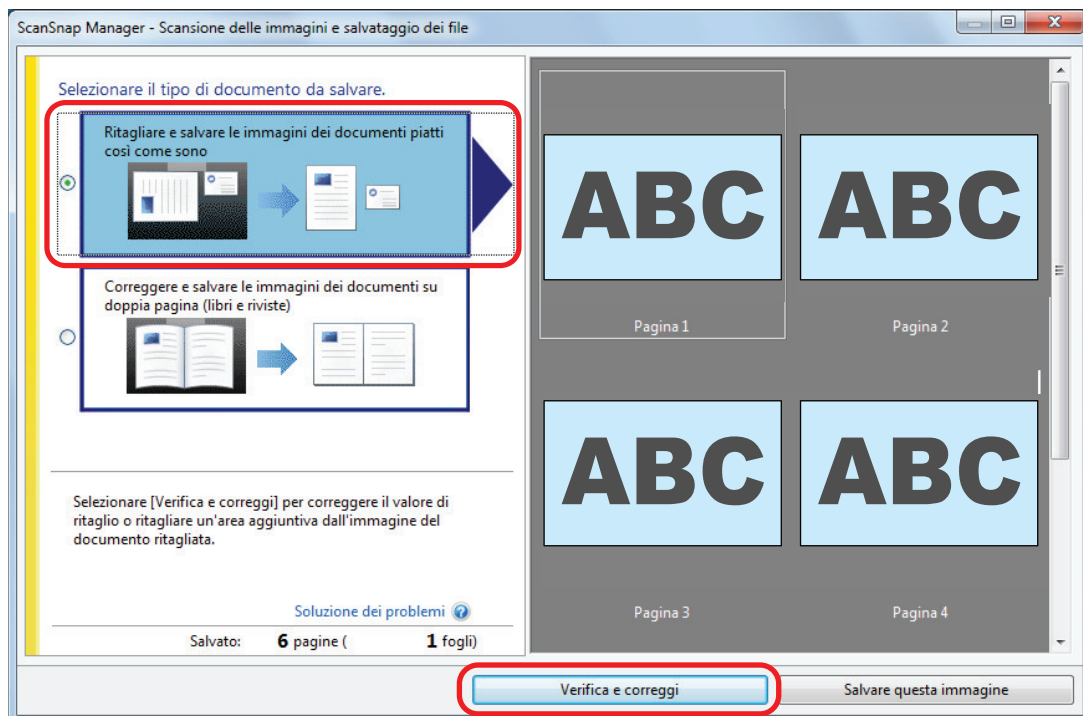 ScanSnap Manager - Scansione delle immagini e salvataggio dei file
Selezionare il tipo di documento da salvare.
Ritagliare e salvare le immagini dei documenti piatti
così come sono
Correggere e salvare le immagini dei documenti su
doppia pagina (libri e riviste)
Selezionare [Verifica e correggi] per correggere il valore di
ritaglio o ritagliare un'area aggiuntiva dall'immagine del
documento ritagliata.
Soluzione dei problemi
Salvato: 6 pagine ( 1 fogli)
ABC
ABC
Pagina 1
Pagina 2
ABC
ABC
Pagina 3
Pagina 4
Verifica e correggi
Salvare questa immagine